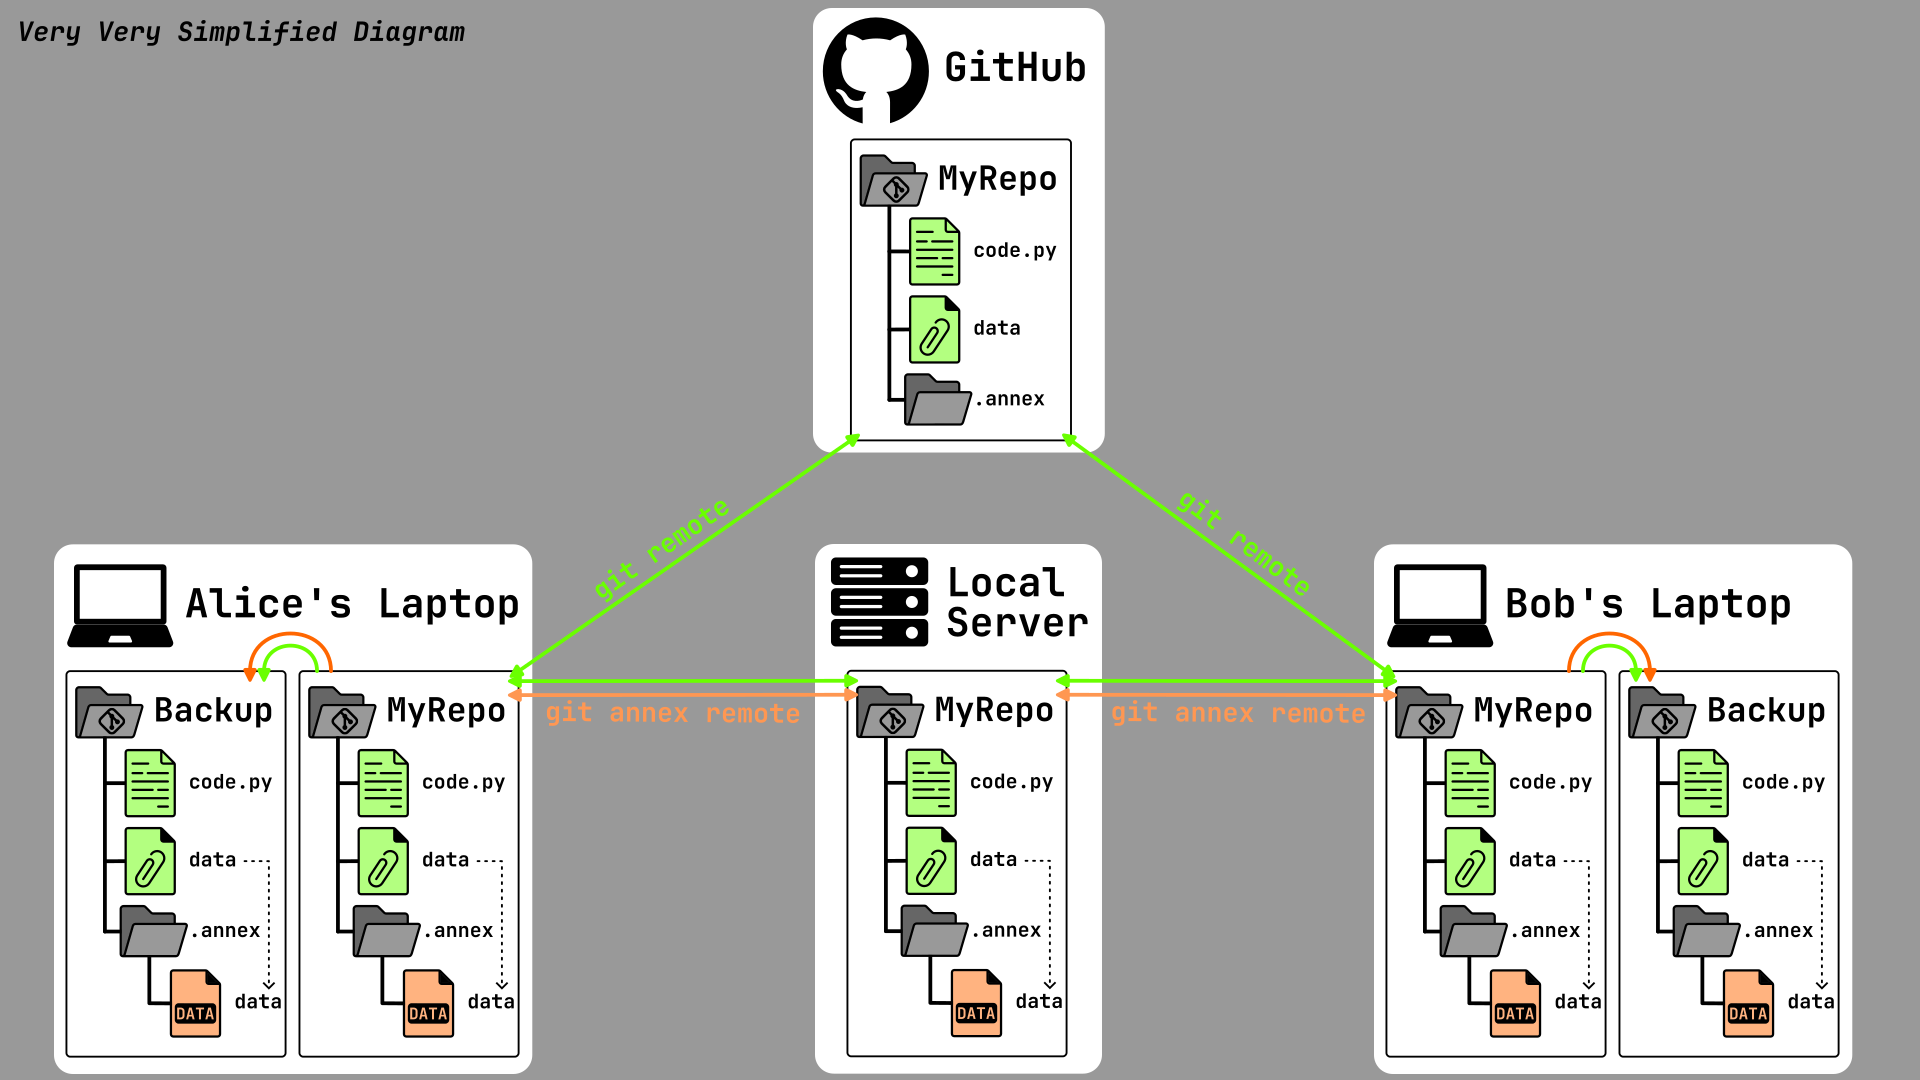 Very Very Simplified Diagram
GitHub
MyRepo
code.py
data
.annex
git remote
git remote
Alice's Laptop
Backup
code.py
data
.annex
DATA
data
MyRepo
code.py
data
.annex
DATA
data
git annex remote
Local
Server
MyRepo
code.py
data
.annex
DATA
data
git annex remote
Bob's Laptop
MyRepo
code.py
data
.annex
DATA
data
Backup
code.py
data
.annex
DATA
data